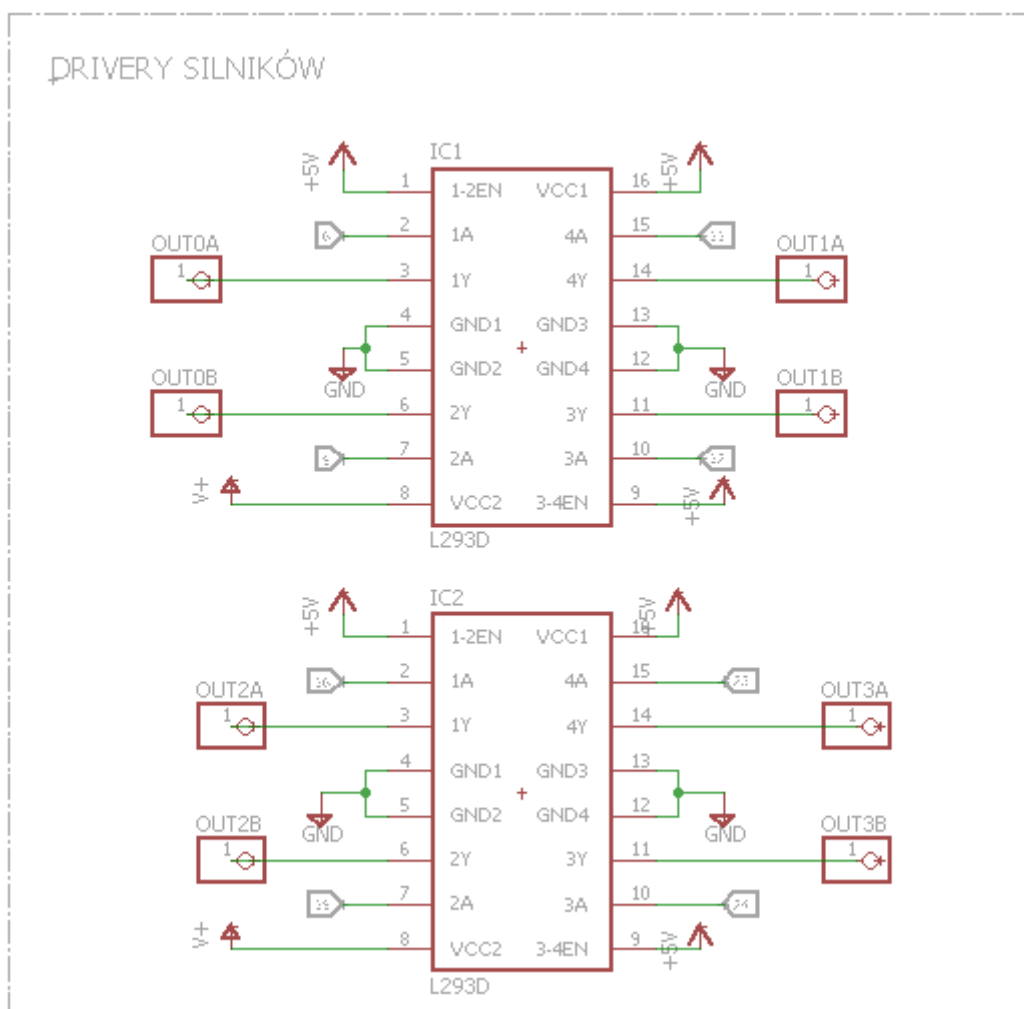 DRIVERY SILNIKÓW
IC1
+5V
+5V
1 1-2EN VCC1 16
2 1A 4A 15
OUT0A
OUT1A
1 3 1Y 4Y 14 1
4 GND1 GND3 13
5 GND2 GND4 12
GND
GND
OUT0B
OUT1B
1 6 2Y 3Y 11 1
7 2A 3A 10
V+
+5V
8 VCC2 3-4EN 9
L293D
IC2
+5V
+5V
1 1-2EN VCC1 16
2 1A 4A 15
OUT2A
OUT3A
1 3 1Y 4Y 14 1
4 GND1 GND3 13
5 GND2 GND4 12
GND
GND
OUT2B
OUT3B
1 6 2Y 3Y 11 1
7 2A 3A 10
V+
+5V
8 VCC2 3-4EN 9
L293D